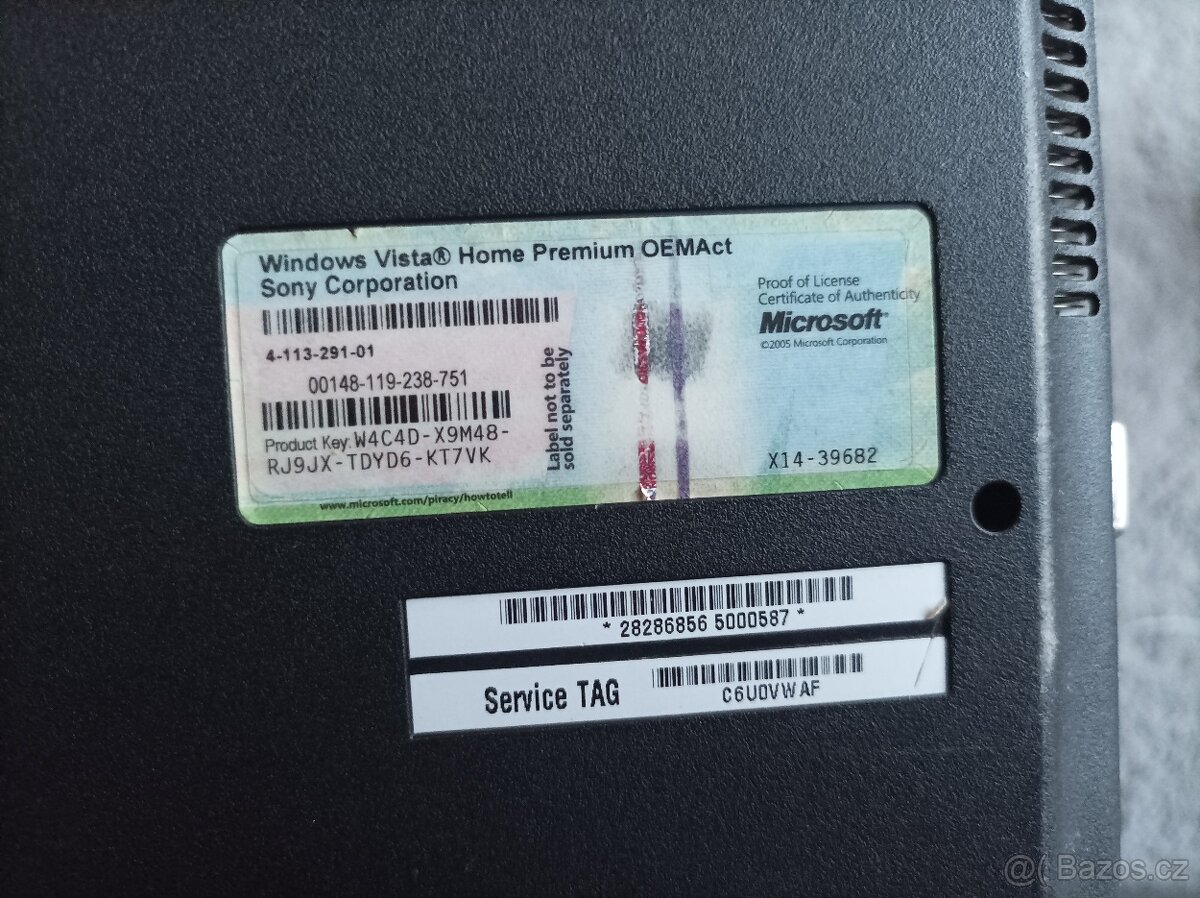 Windows Vista® Home Premium OEMAct
Sony Corporation
4-113-291-01
00148-119-238-751
Product Key: W4C4D-X9M48-
RJ9JX-TDYD6-KT7VK
www.microsoft.com/piracy/howtotell
Label not to be
sold separately
Proof of License
Certificate of Authenticity
Microsoft®
©2005 Microsoft Corporation
X14-39682
* 28286856 5000587 *
Service TAG
C6U0VWAF
@( Bazos.cz